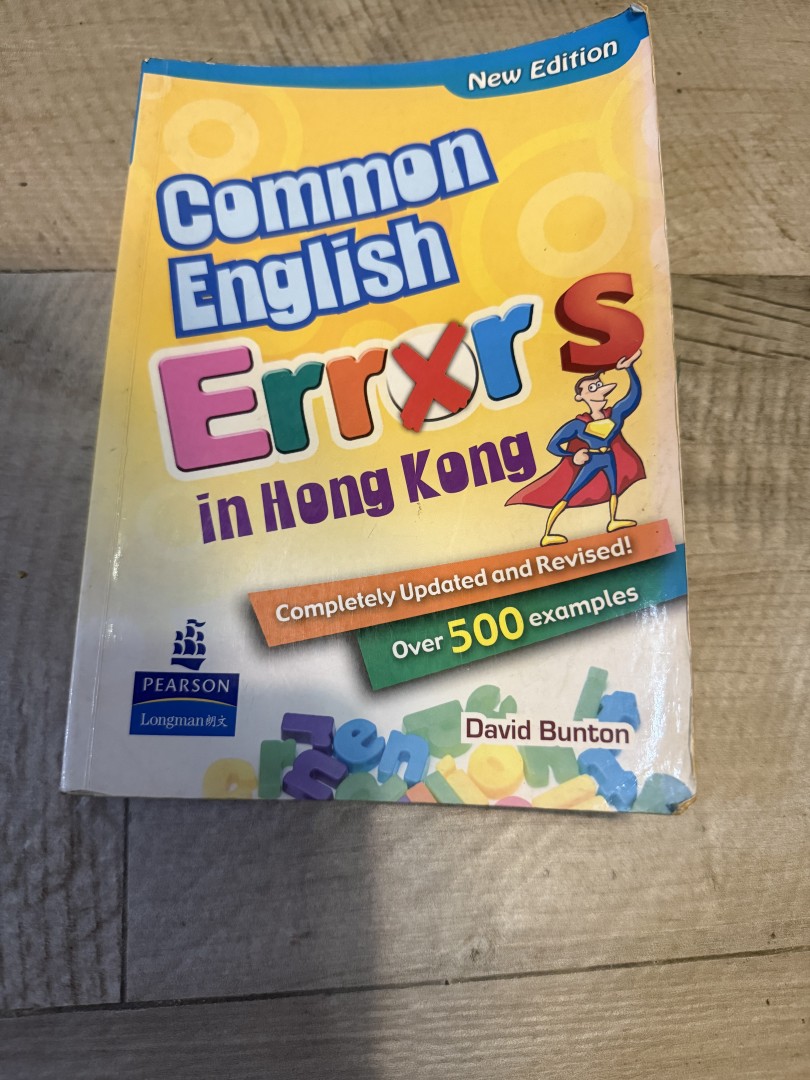 New Edition
Common
English
Errors
in Hong Kong
Completely Updated and Revised!
Over 500 examples
PEARSON
Longman朗文
David Bunton